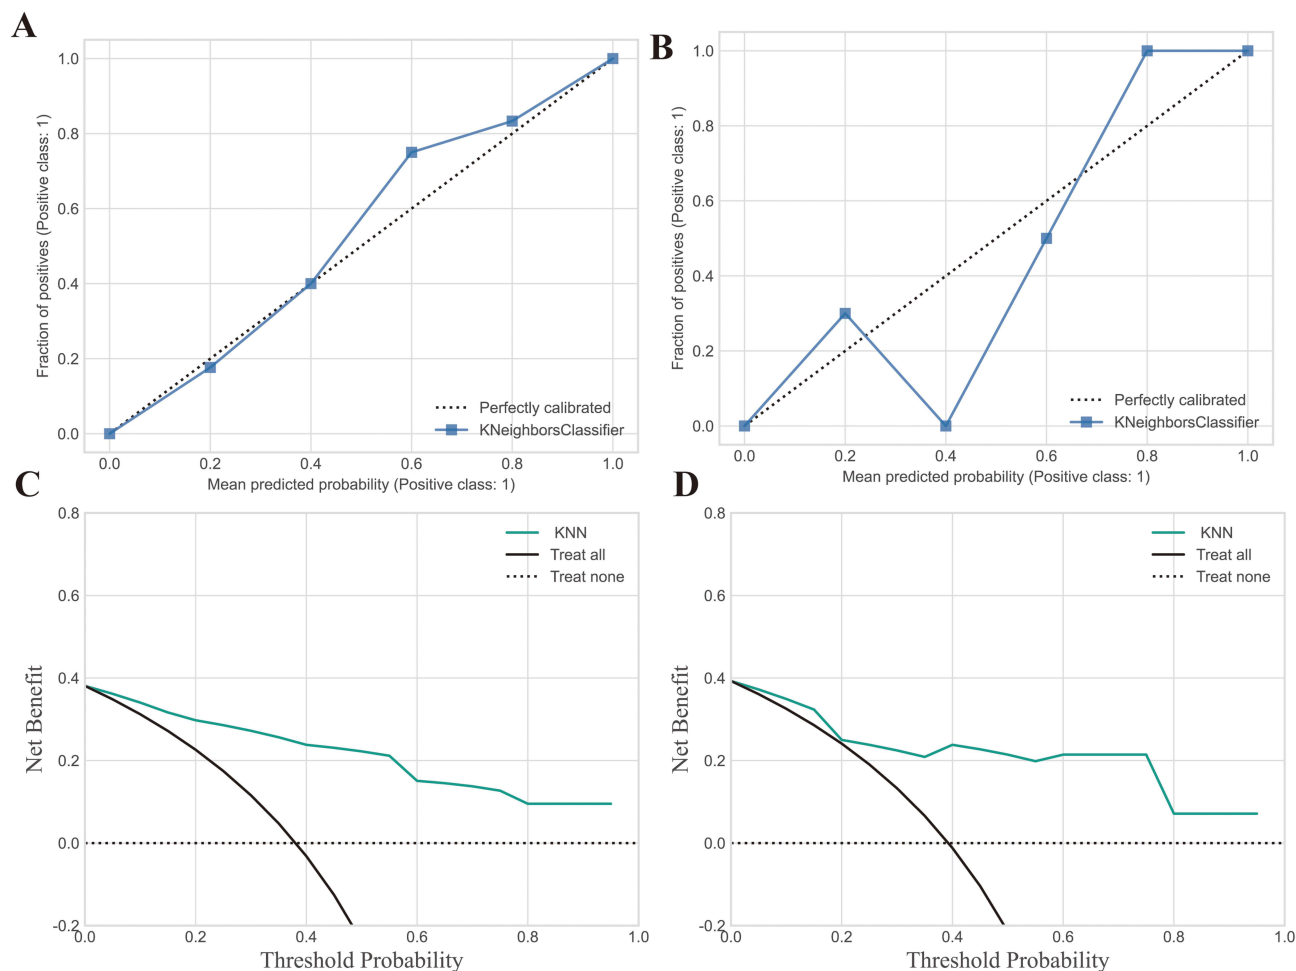 A
1.0
0.8
0.6
0.4
0.2
0.0
Fraction of positives (Positive class: 1)
Perfectly calibrated
KNeighborsClassifier
0.0 0.2 0.4 0.6 0.8 1.0
Mean predicted probability (Positive class: 1)
B
1.0
0.8
0.6
0.4
0.2
0.0
Fraction of positives (Positive class: 1)
Perfectly calibrated
KNeighborsClassifier
0.0 0.2 0.4 0.6 0.8 1.0
Mean predicted probability (Positive class: 1)
C
0.8
0.6
0.4
0.2
0.0
-0.2
Net Benefit
KNN
Treat all
Treat none
0.0 0.2 0.4 0.6 0.8 1.0
Threshold Probability
D
0.8
0.6
0.4
0.2
0.0
-0.2
Net Benefit
KNN
Treat all
Treat none
0.0 0.2 0.4 0.6 0.8 1.0
Threshold Probability